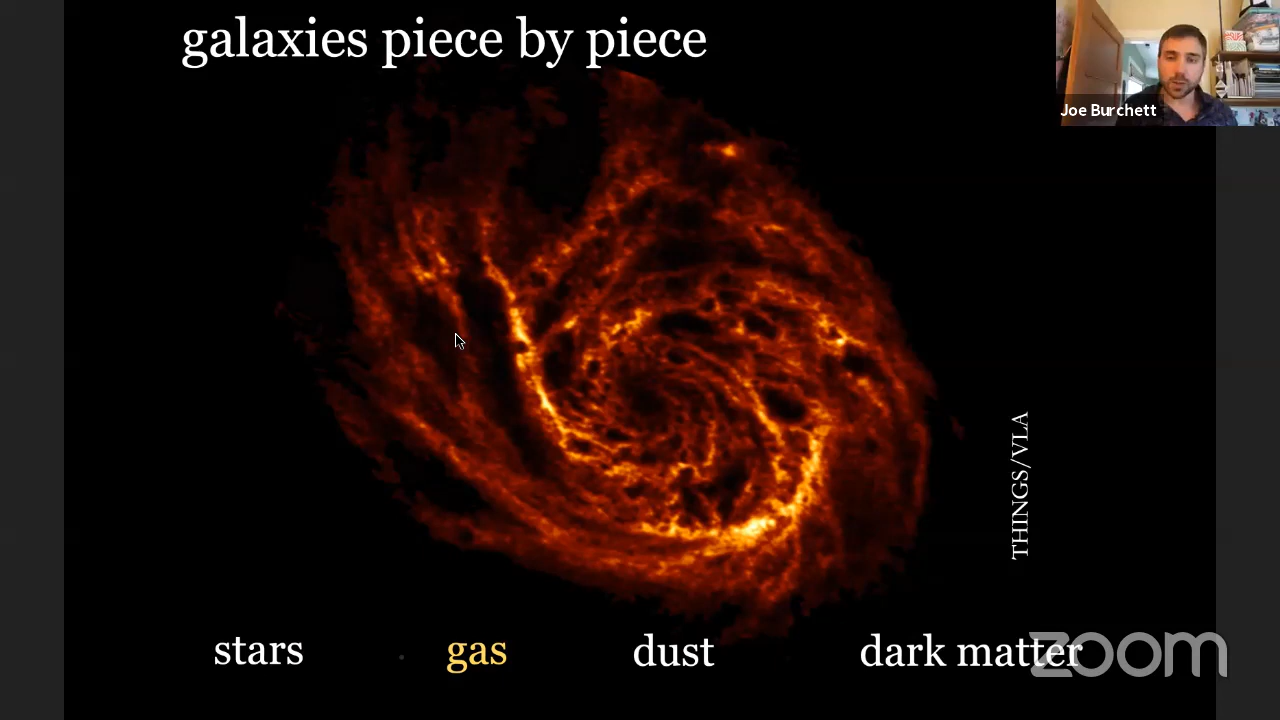 galaxies piece by piece
Joe Burchett
THINGS/VLA
stars
gas
dust
dark matter
zoom